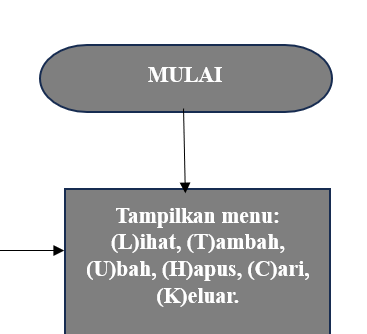 MULAI
Tampilkan menu:
(L)ihat, (T)ambah,
(U)bah, (H)apus, (C)ari,
(K)eluar.